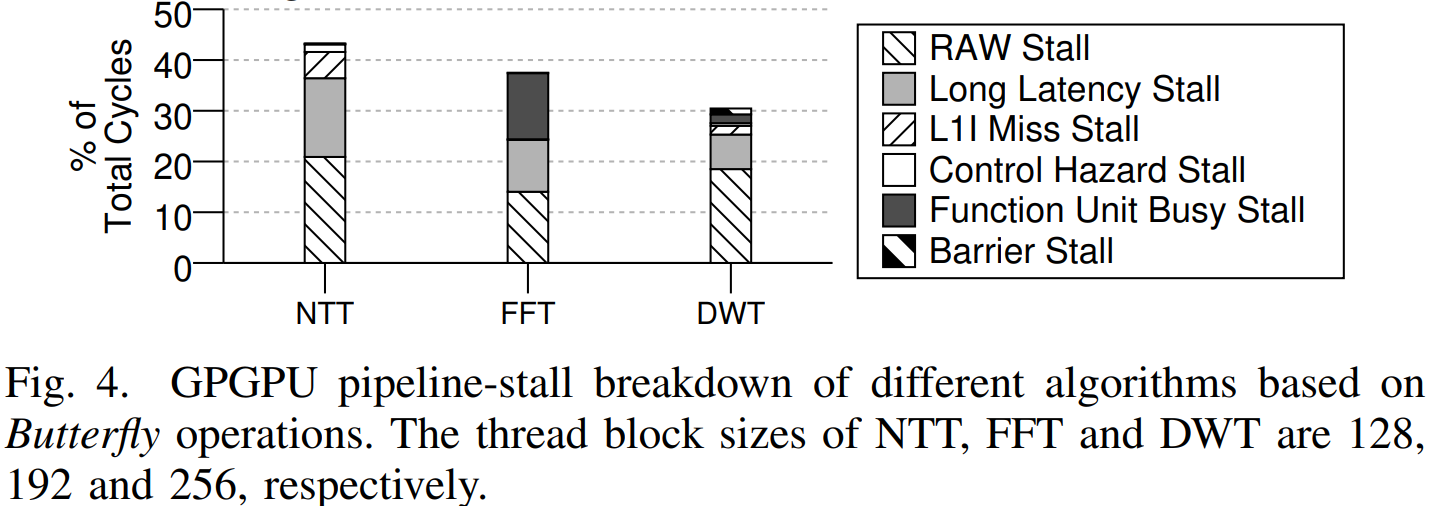 50
40
30
20
10
0
% of
Total Cycles
NTT FFT DWT
RAW Stall
Long Latency Stall
L1I Miss Stall
Control Hazard Stall
Function Unit Busy Stall
Barrier Stall
Fig. 4. GPGPU pipeline-stall breakdown of different algorithms based on
Butterfly operations. The thread block sizes of NTT, FFT and DWT are 128,
192 and 256, respectively.